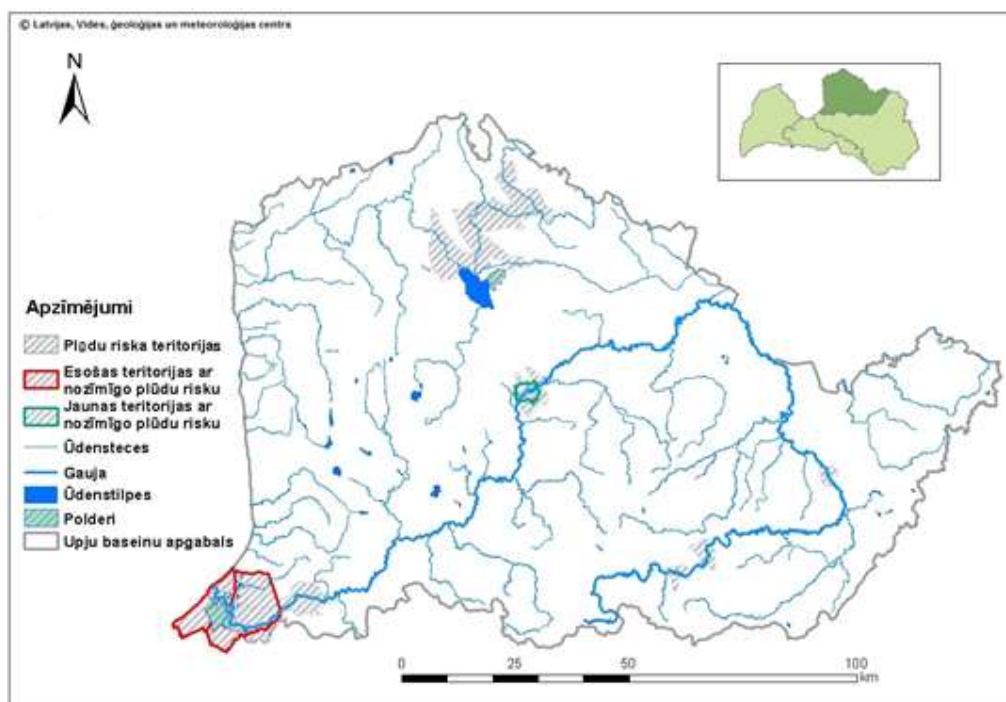 © Latvijas, Vides, ģeoloģijas un meteoroloģijas centrs
N
Apzīmējumi
Plūdu riska teritorijas
Esošas teritorijas ar
nozīmīgo plūdu risku
Jaunas teritorijas ar
nozīmīgo plūdu risku
Ūdensteces
Gauja
Ūdenstilpes
Polderi
Upju baseinu apgabals
0 25 50 100
km